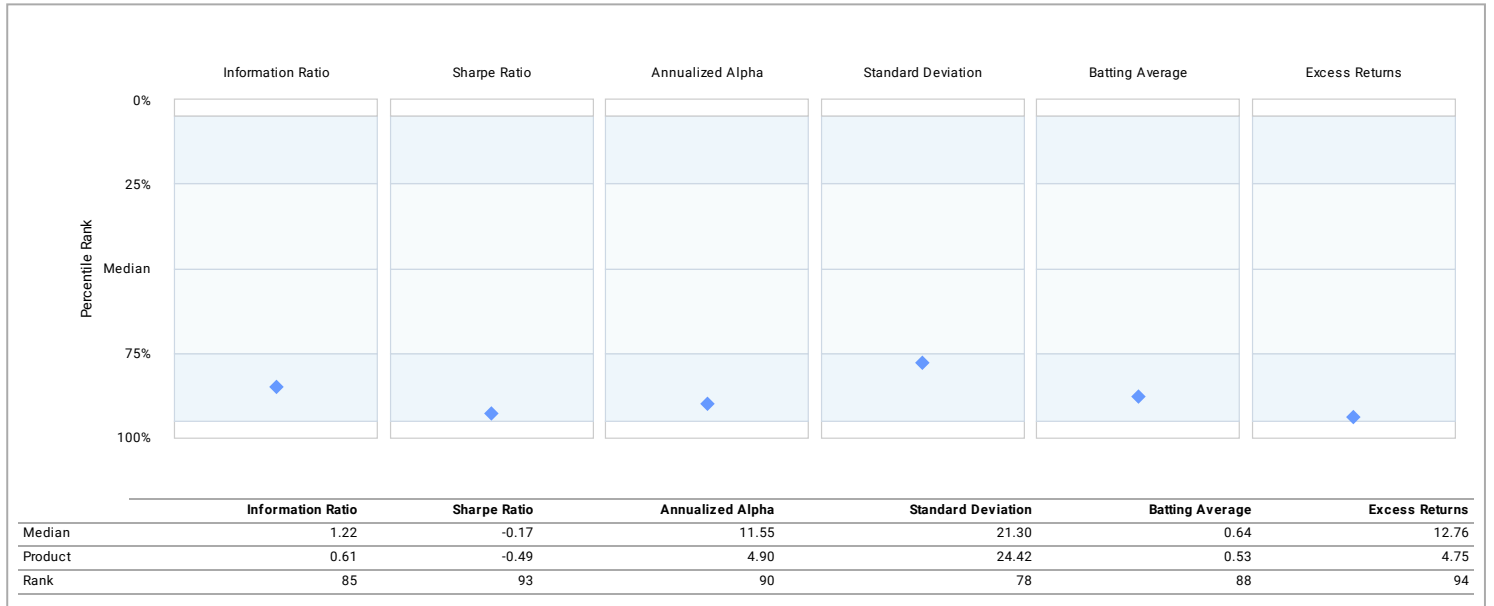 Information Ratio Sharpe Ratio Annualized Alpha Standard Deviation Batting Average Excess Returns
0%
25%
Percentile Rank
Median
75%
100%
Information Ratio Sharpe Ratio Annualized Alpha Standard Deviation Batting Average Excess Returns
Median 1.22 -0.17 11.55 21.30 0.64 12.76
Product 0.61 -0.49 4.90 24.42 0.53 4.75
Rank 85 93 90 78 88 94